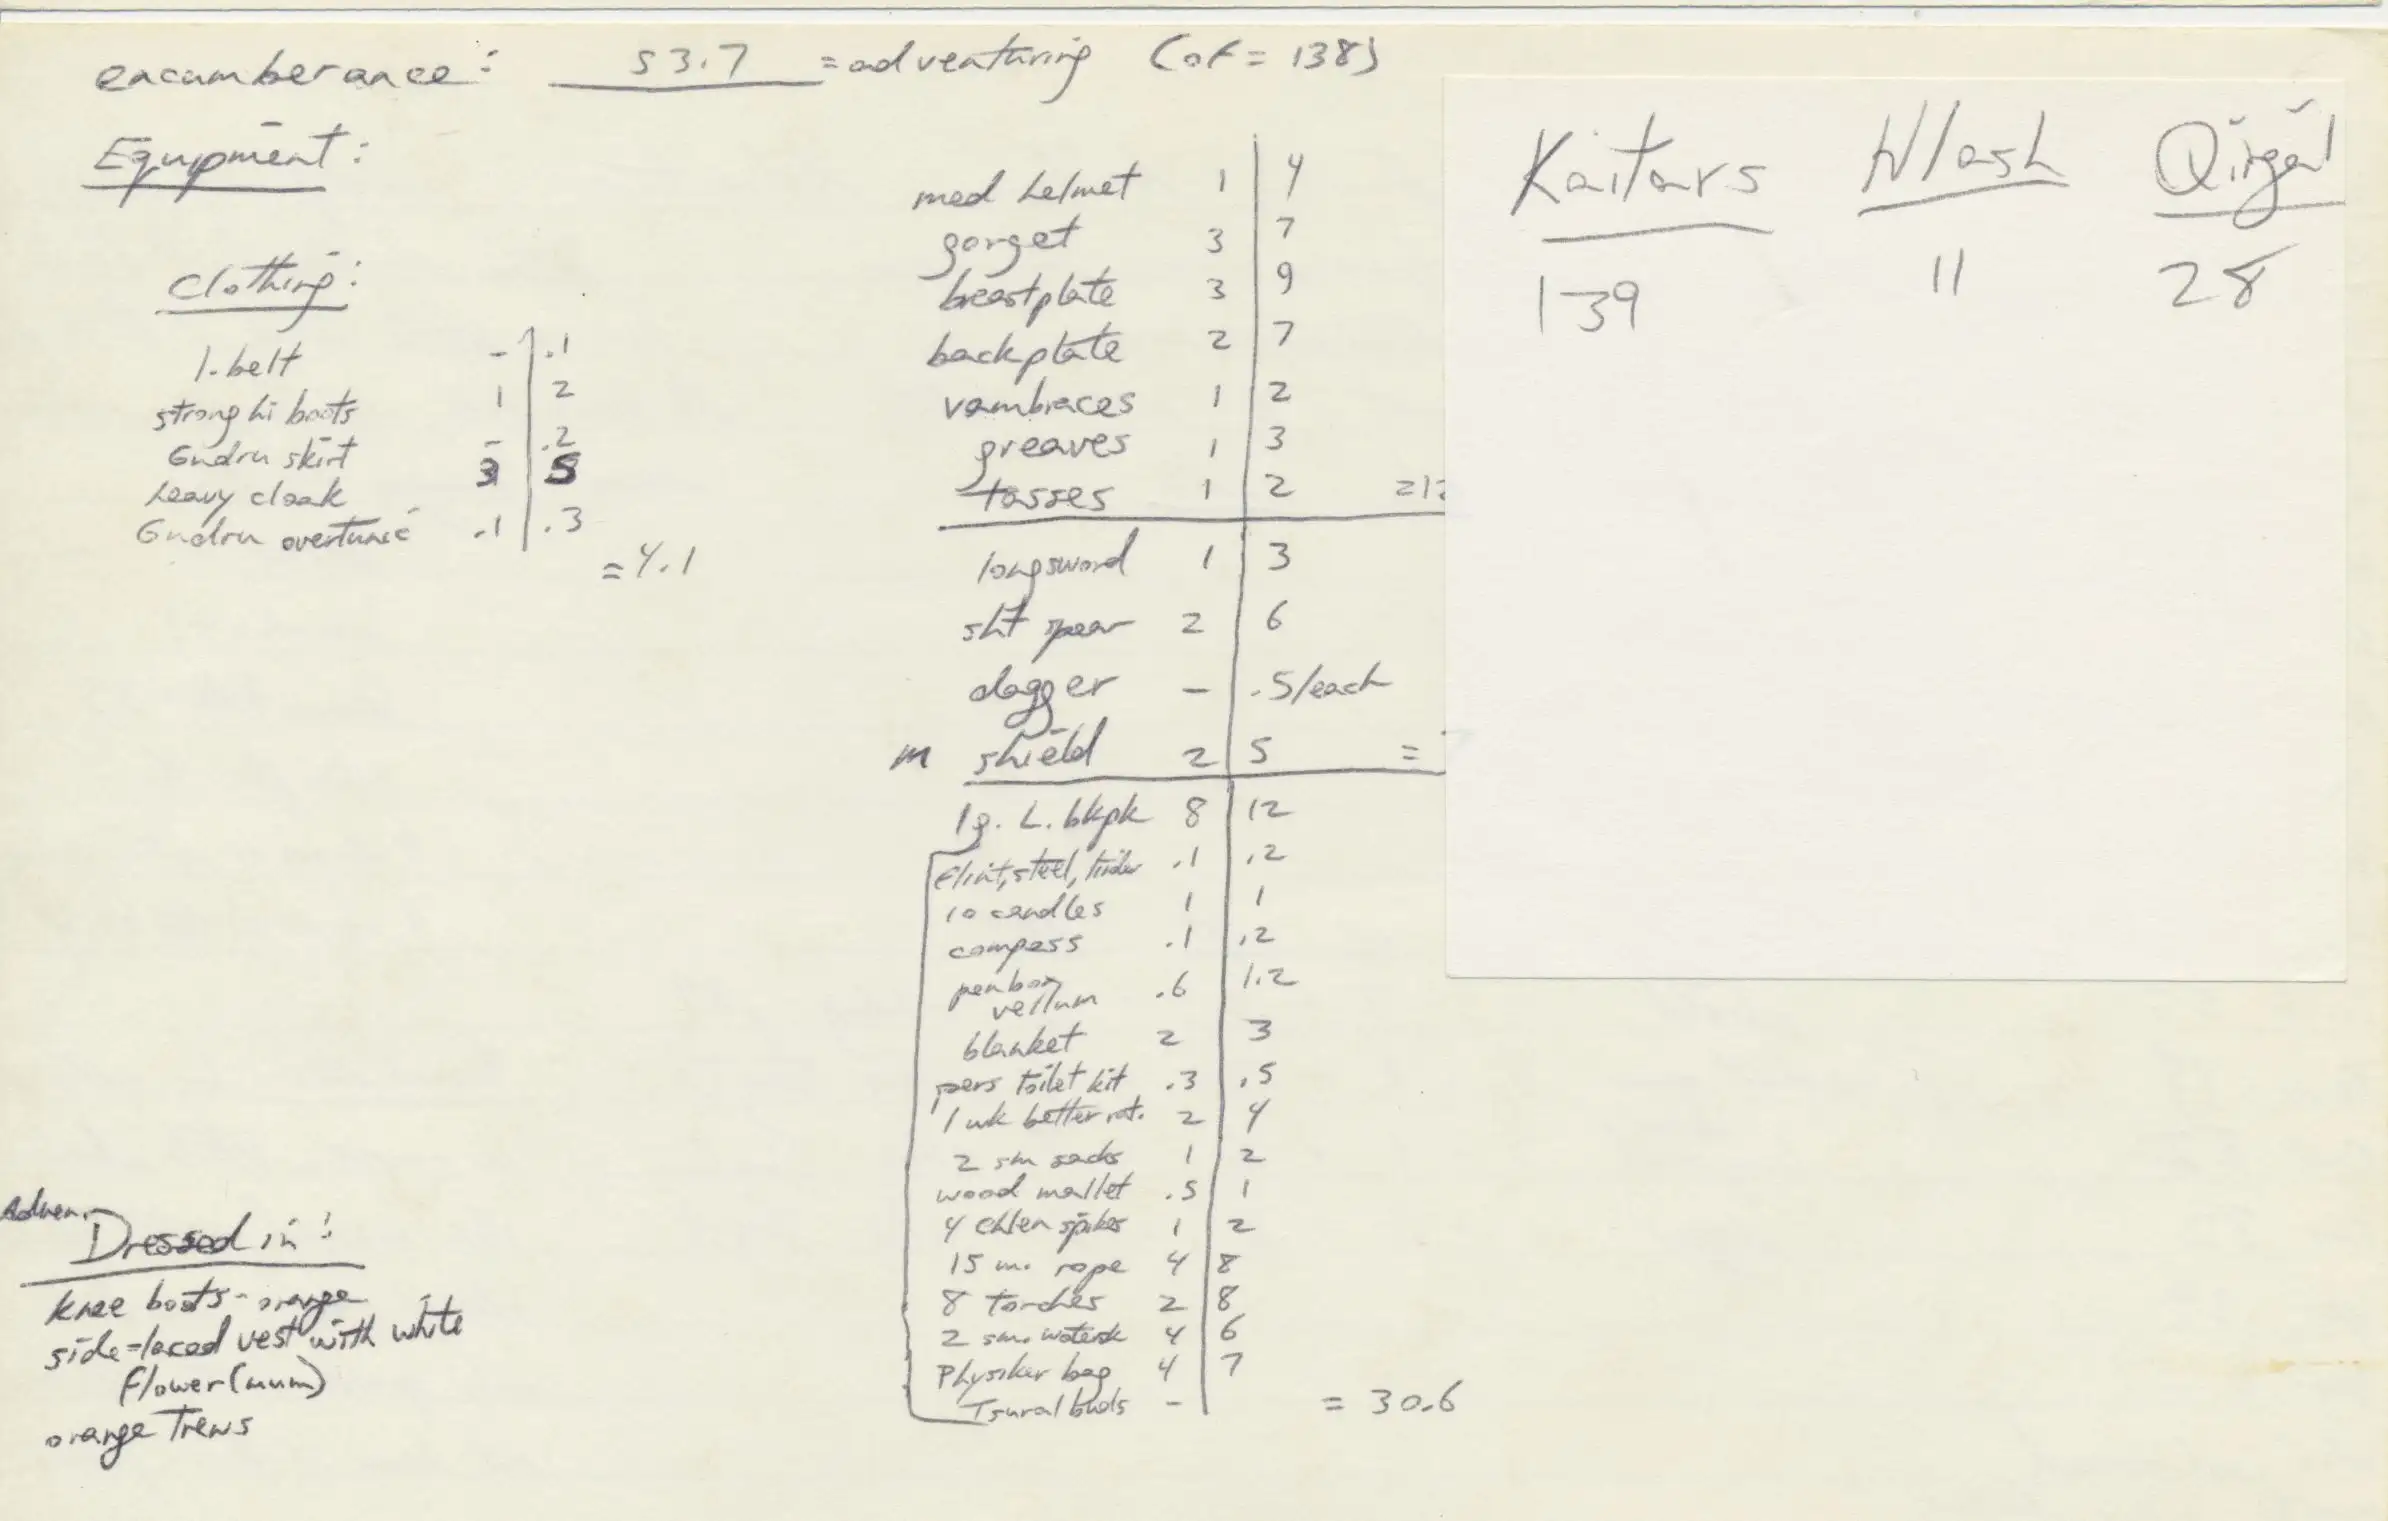 encumberance: 53.7 = adventuring (of = 138)
Equipment:
Clothing:
l. belt - .1
strong hi boots 1 2
Gndru skirt - .2
heavy cloak 3 5
Gndru overtunic .1 .3
= 4.1
Adven.
Dressed in:
knee boots - orange
side-laced vest with white
flower (mum)
orange Trews
med helmet 1 4
gorget 3 7
breastplate 3 9
backplate 2 7
vambraces 1 2
greaves 1 3
tasses 1 2 =12
longsword 1 3
sht spear 2 6
dagger - .5/each
m shield 2 5 =
lg. L. bkpk 8 12
flint, steel, tinder .1 .2
10 candles 1 1
compass .1 .2
penbox
vellum .6 1.2
blanket 2 3
pers toilet kit .3 .5
1 wk better rat. 2 4
2 sm sacks 1 2
wood mallet .5 1
4 Chlen spikes 1 2
15 m. rope 4 8
8 torches 2 8
2 sm. watersk 4 6
Physiker bag 4 7
Tsural buds -
= 30.6
Kaitars Hlash Qirgal
139 11 28